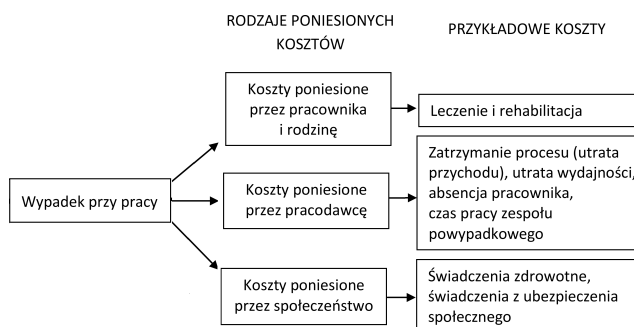 RODZAJE PONIESIONYCH
KOSZTÓW
PRZYKŁADOWE KOSZTY
Wypadek przy pracy
Koszty poniesione
przez pracownika
i rodzinę
Leczenie i rehabilitacja
Koszty poniesione
przez pracodawcę
Zatrzymanie procesu (utrata
przychodu), utrata wydajności,
absencja pracownika,
czas pracy zespołu
powypadkowego
Koszty poniesione
przez społeczeństwo
Świadczenia zdrowotne,
świadczenia z ubezpieczenia
społecznego